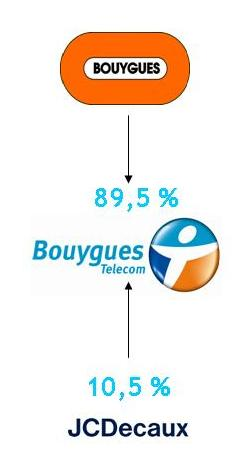 BOUYGUES
89,5 %
Bouygues
Telecom
10,5 %
JCDecaux